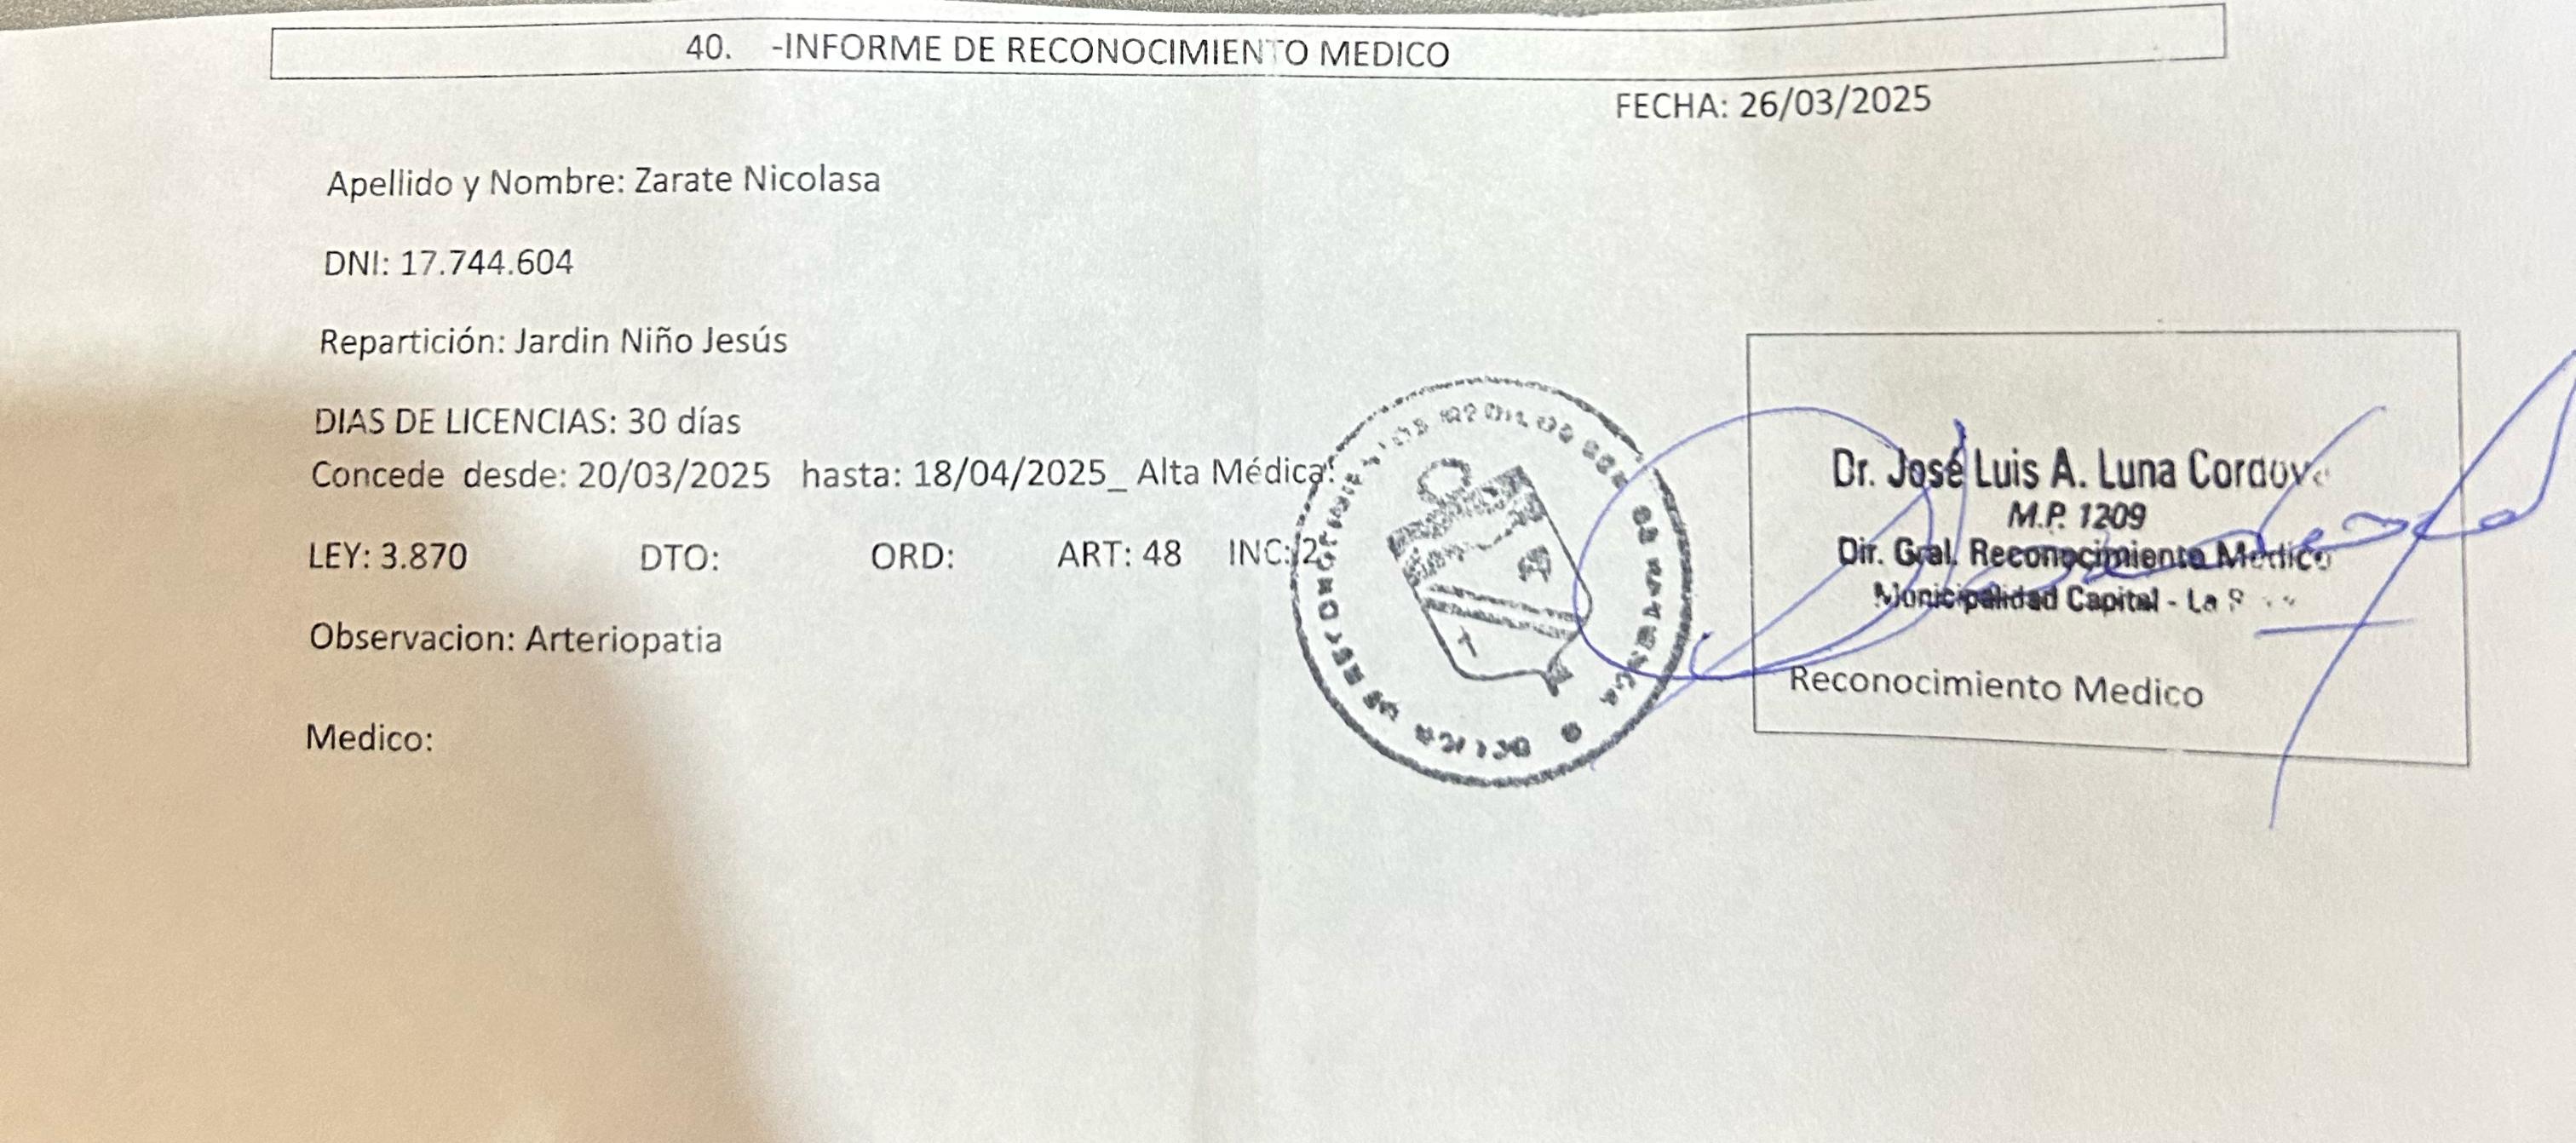 40. -INFORME DE RECONOCIMIENTO MEDICO
FECHA: 26/03/2025
Apellido y Nombre: Zarate Nicolasa
DNI: 17.744.604
Repartición: Jardin Niño Jesús
DIAS DE LICENCIAS: 30 días
Concede desde: 20/03/2025 hasta: 18/04/2025_ Alta Médica.
LEY: 3.870 DTO: ORD: ART: 48 INC: 2
Observacion: Arteriopatia
Medico:
Dr. José Luis A. Luna Cordova
M.P. 1209
Dir. Gral. Reconocimiento Medico
Municipalidad Capital - La
Reconocimiento Medico